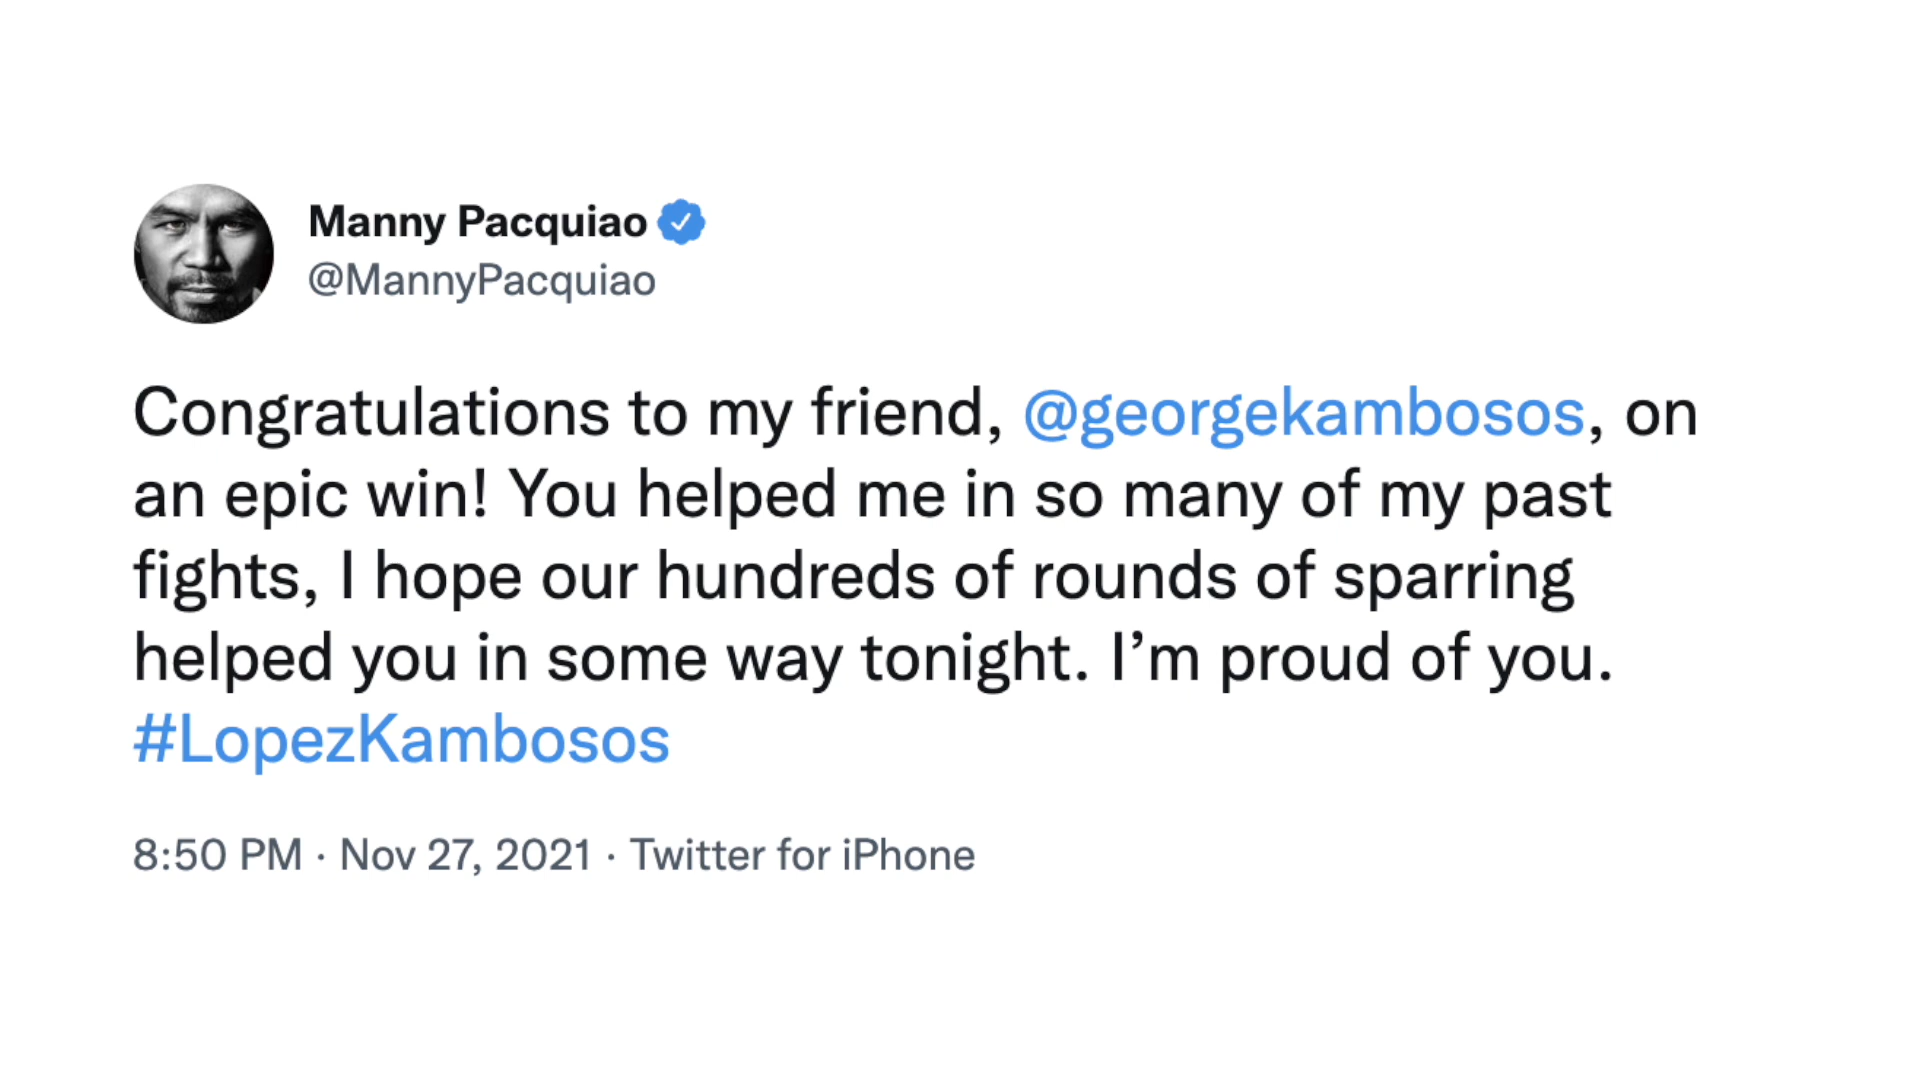 Manny Pacquiao
@MannyPacquiao
Congratulations to my friend, @georgekambosos, on
an epic win! You helped me in so many of my past
fights, I hope our hundreds of rounds of sparring
helped you in some way tonight. I’m proud of you.
#LopezKambosos
8:50 PM · Nov 27, 2021 · Twitter for iPhone